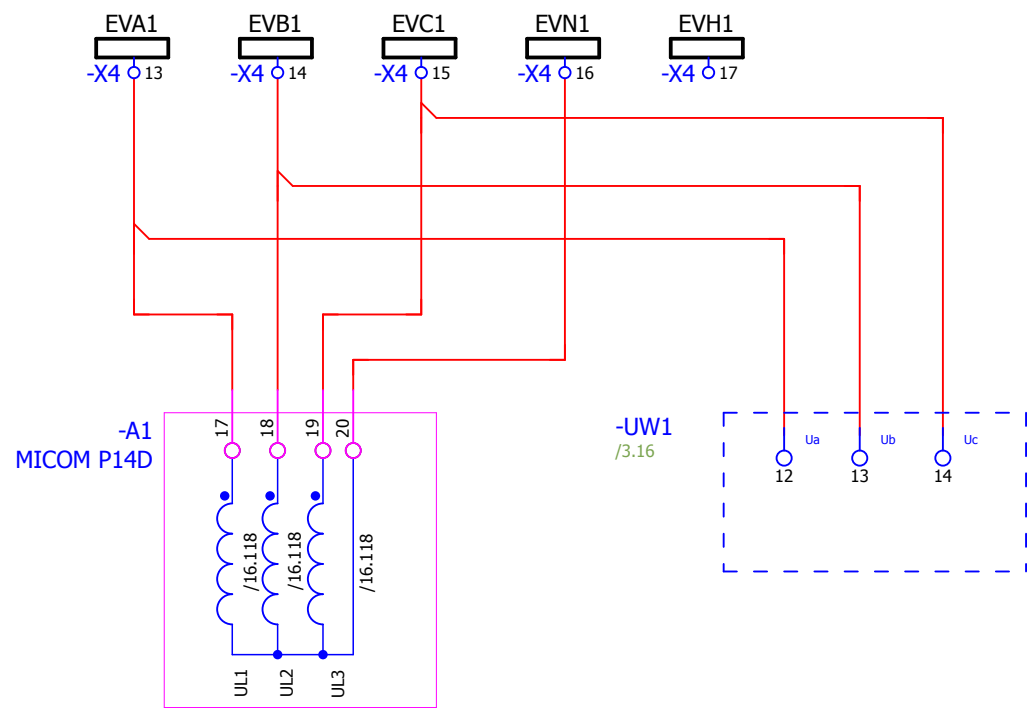 EVA1 EVB1 EVC1 EVN1 EVH1
-X4 13 -X4 14 -X4 15 -X4 16 -X4 17
-A1
MICOM P14D
17 18 19 20
/16.118 /16.118 /16.118
UL1 UL2 UL3
-UW1
/3.16
Ua Ub Uc
12 13 14